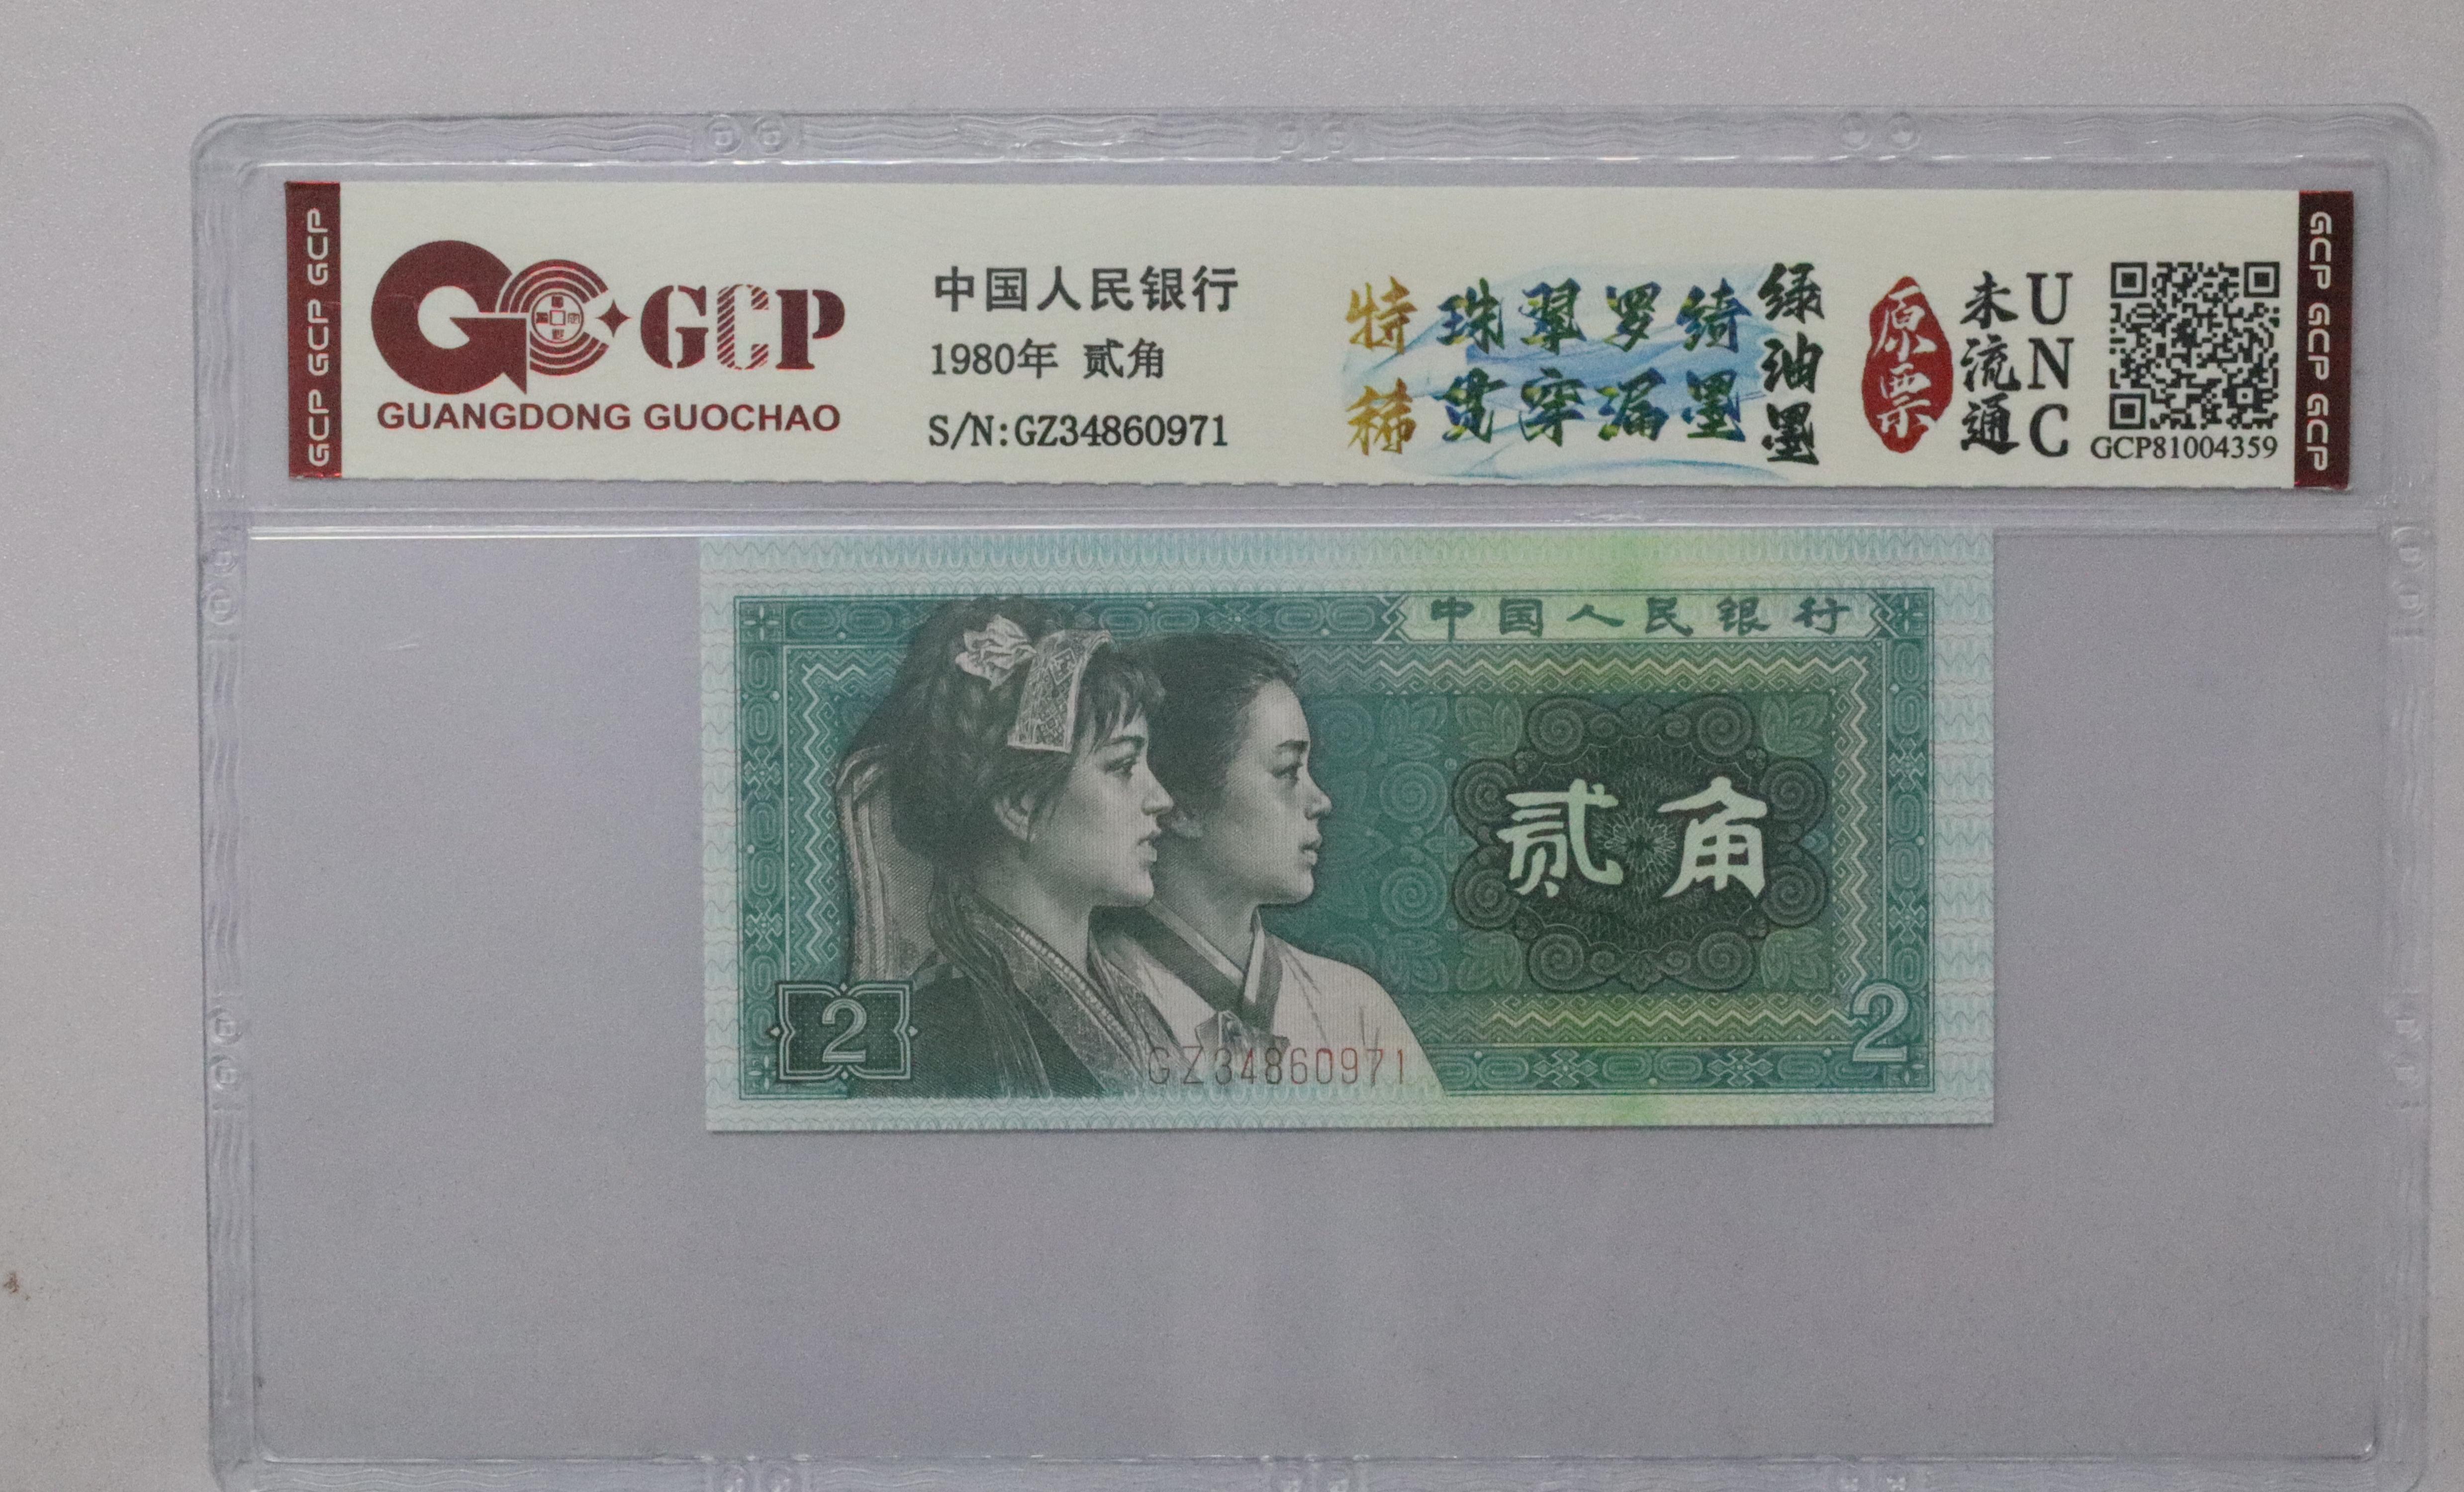 GCP GCP GCP
GCP
GUANGDONG GUOCHAO
中国人民银行
1980年 贰角
S/N:GZ34860971
特稀
珠翠罗绮
贯穿漏墨
绿油墨
原票
未流通
UNC
GCP81004359
GCP GCP GCP
中国人民银行
贰角
2
2
GZ34860971